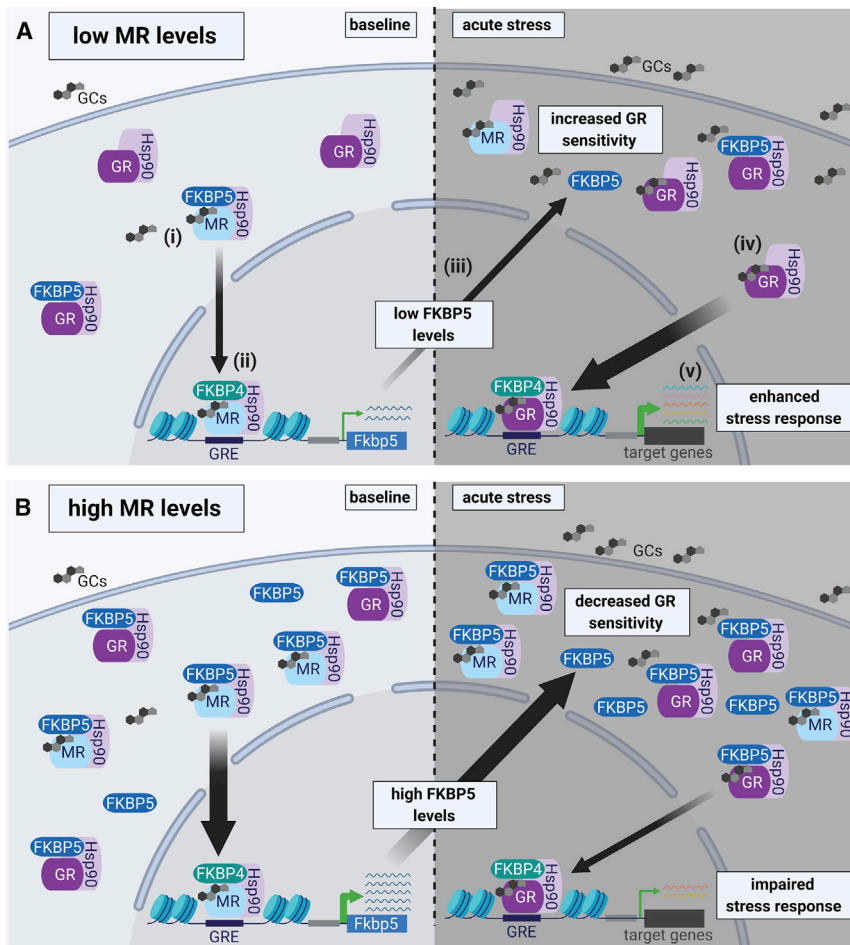 A
low MR levels
baseline
acute stress
GCs
GCs
Hsp90
GR
Hsp90
GR
Hsp90
MR
increased GR
sensitivity
FKBP5
Hsp90
GR
FKBP5
Hsp90
GR
FKBP5
Hsp90
MR
(i)
FKBP5
Hsp90
GR
(iii)
(iv)
Hsp90
GR
low FKBP5
levels
(ii)
FKBP4
Hsp90
MR
GRE
Fkbp5
FKBP4
Hsp90
GR
GRE
(v)
target genes
enhanced
stress response
B
high MR levels
baseline
acute stress
GCs
GCs
FKBP5
Hsp90
GR
FKBP5
FKBP5
Hsp90
GR
FKBP5
Hsp90
MR
FKBP5
Hsp90
MR
FKBP5
Hsp90
MR
FKBP5
FKBP5
Hsp90
GR
FKBP5
Hsp90
MR
FKBP5
Hsp90
MR
decreased GR
sensitivity
FKBP5
FKBP5
Hsp90
GR
FKBP5
Hsp90
GR
FKBP5
FKBP5
FKBP5
Hsp90
MR
FKBP5
Hsp90
GR
high FKBP5
levels
FKBP4
Hsp90
MR
GRE
Fkbp5
FKBP4
Hsp90
GR
GRE
target genes
impaired
stress response